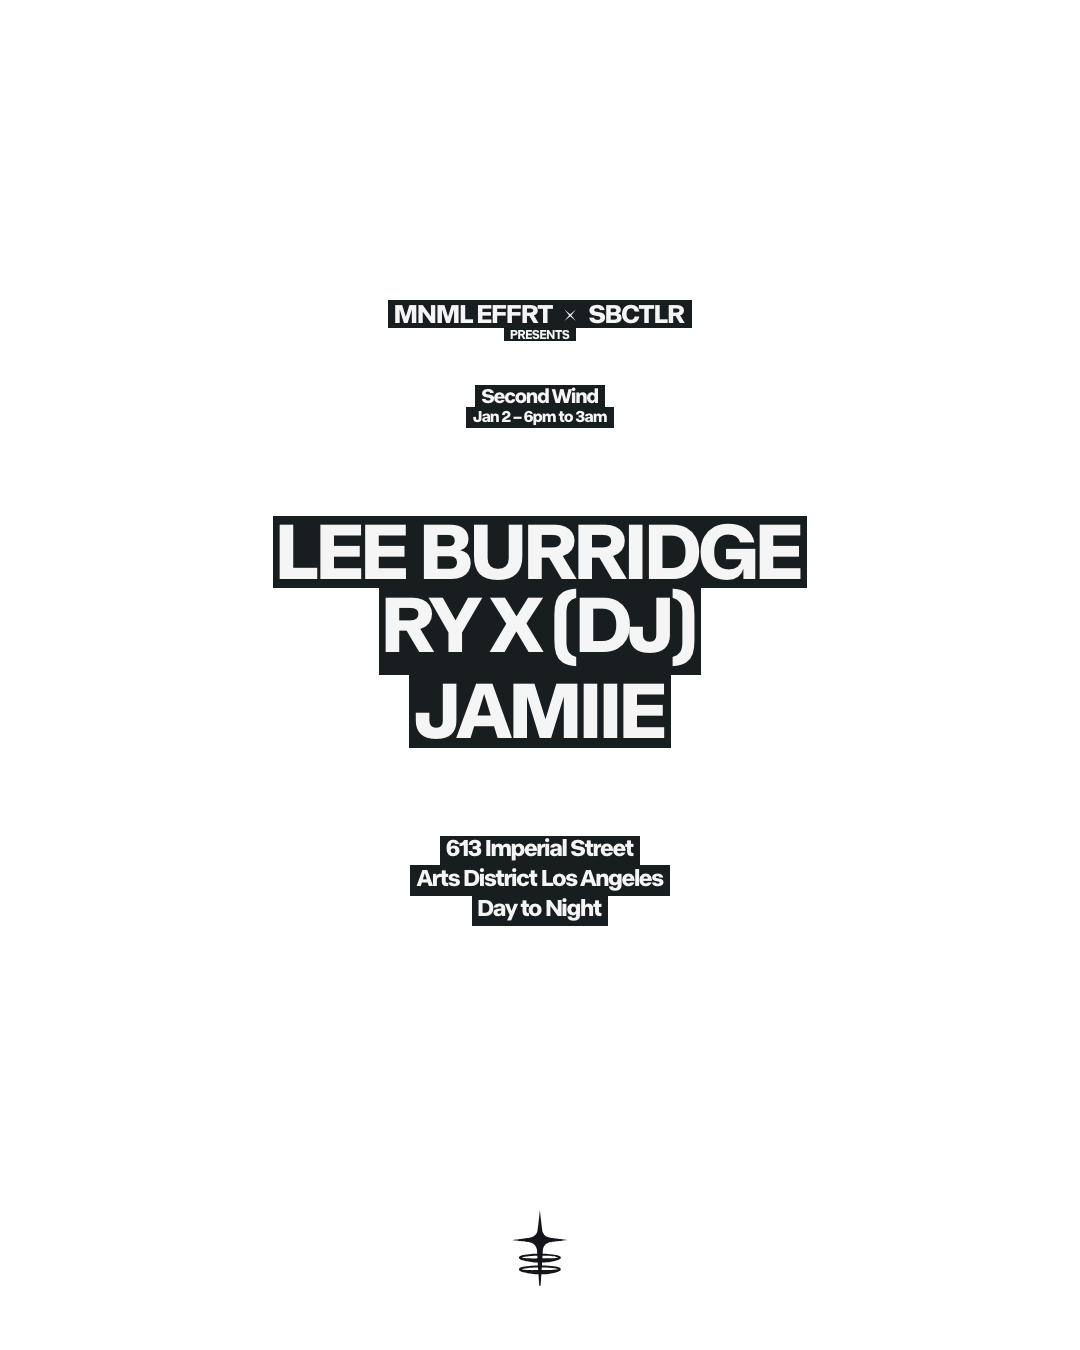 MNML EFFRT × SBCTLR
PRESENTS
Second Wind
Jan 2 – 6pm to 3am
LEE BURRIDGE
RY X (DJ)
JAMIIE
613 Imperial Street
Arts District Los Angeles
Day to Night